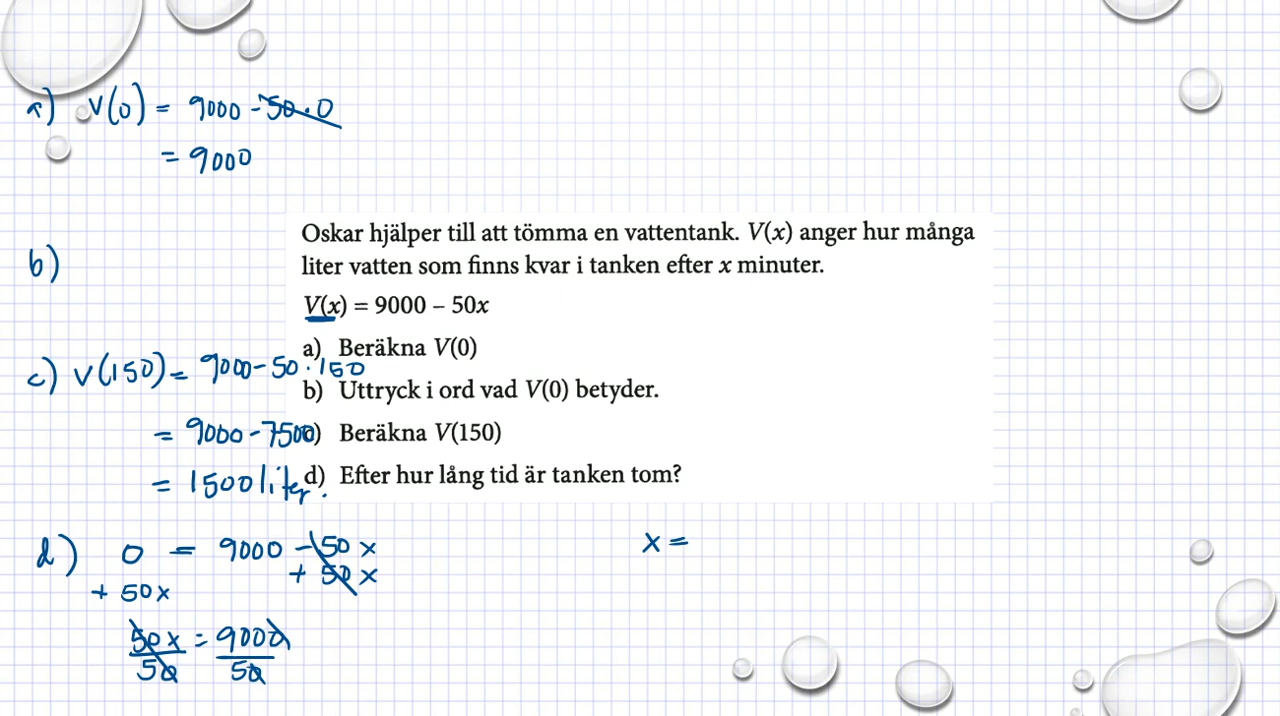 a) V(0) = 9000 - 50 · 0
= 9000
Oskar hjälper till att tömma en vattentank. V(x) anger hur många
liter vatten som finns kvar i tanken efter x minuter.
V(x) = 9000 – 50x
a) Beräkna V(0)
b) Uttryck i ord vad V(0) betyder.
c) Beräkna V(150)
d) Efter hur lång tid är tanken tom?
b)
c) V(150) = 9000 - 50 · 150
= 9000 - 7500
= 1500 liter.
d) 0 = 9000 - 50x
+ 50x + 50x
50x = 9000
50 50
x =